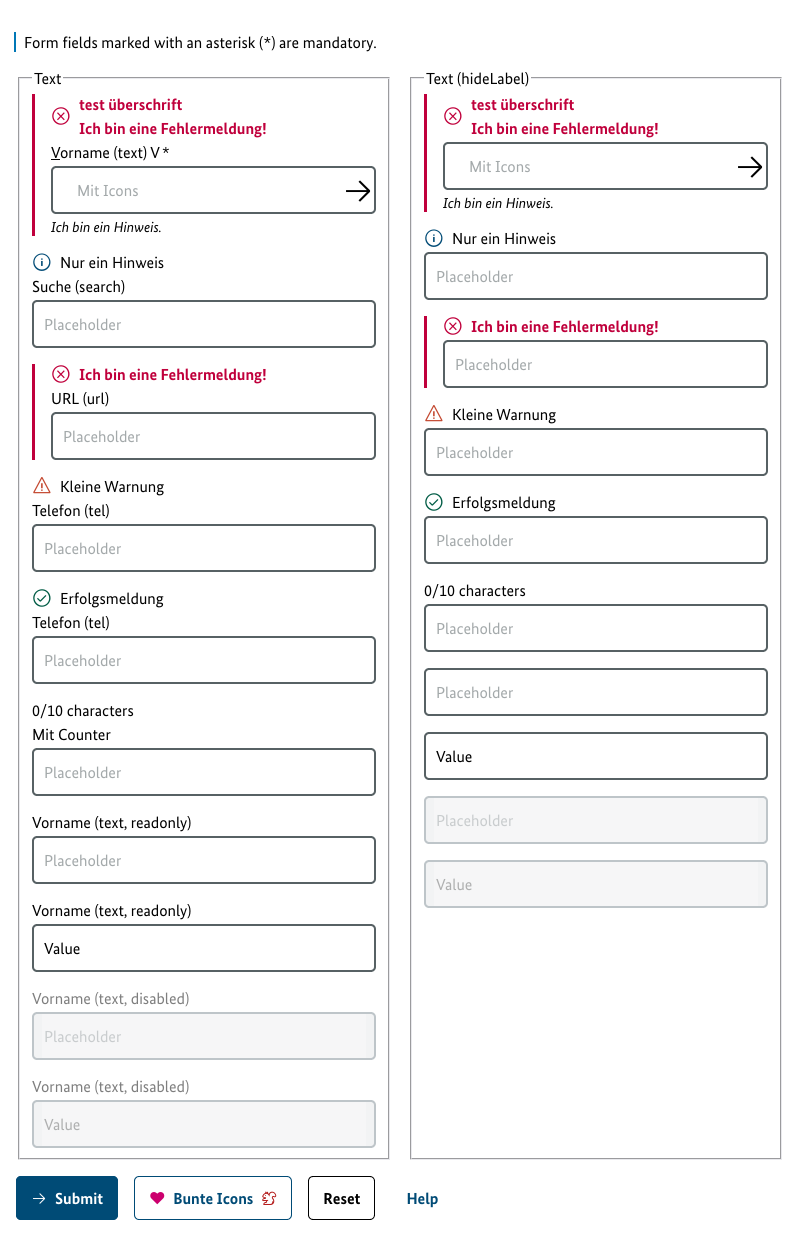 Form fields marked with an asterisk (*) are mandatory.
Text
test überschrift
Ich bin eine Fehlermeldung!
Vorname (text) V *
Mit Icons
Ich bin ein Hinweis.
Nur ein Hinweis
Suche (search)
Placeholder
Ich bin eine Fehlermeldung!
URL (url)
Placeholder
Kleine Warnung
Telefon (tel)
Placeholder
Erfolgsmeldung
Telefon (tel)
Placeholder
0/10 characters
Mit Counter
Placeholder
Vorname (text, readonly)
Placeholder
Vorname (text, readonly)
Value
Vorname (text, disabled)
Placeholder
Vorname (text, disabled)
Value
Text (hideLabel)
test überschrift
Ich bin eine Fehlermeldung!
Mit Icons
Ich bin ein Hinweis.
Nur ein Hinweis
Placeholder
Ich bin eine Fehlermeldung!
Placeholder
Kleine Warnung
Placeholder
Erfolgsmeldung
Placeholder
0/10 characters
Placeholder
Placeholder
Value
Placeholder
Value
Submit
Bunte Icons
Reset
Help